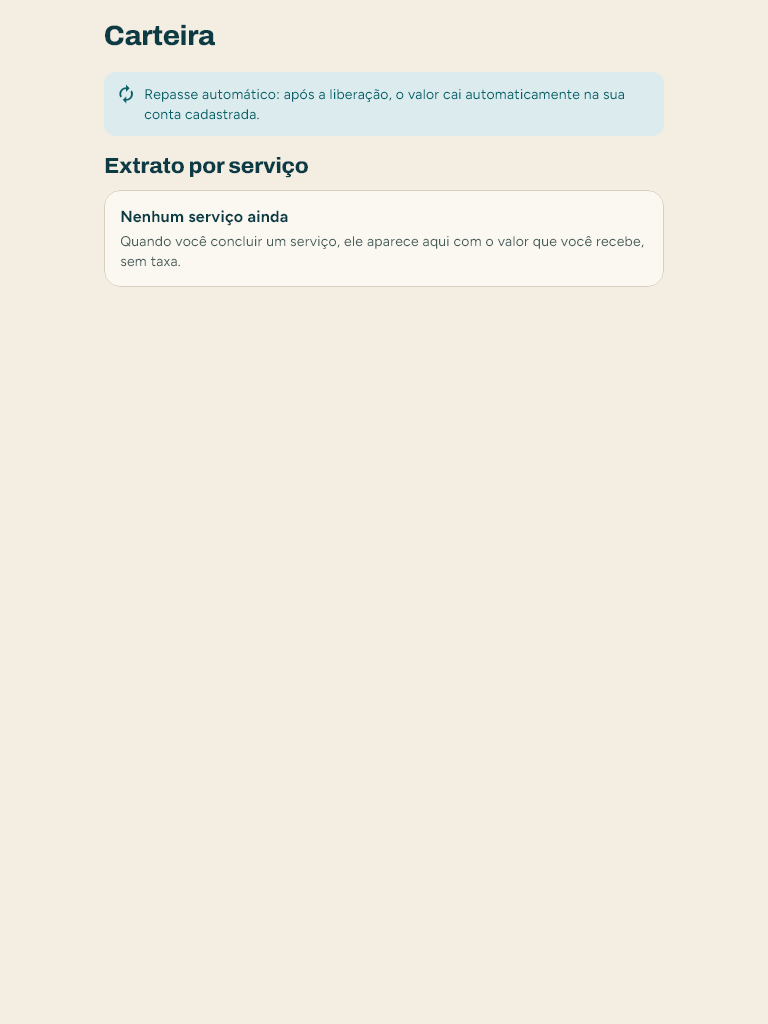 Carteira
Repasse automático: após a liberação, o valor cai automaticamente na sua
conta cadastrada.
Extrato por serviço
Nenhum serviço ainda
Quando você concluir um serviço, ele aparece aqui com o valor que você recebe,
sem taxa.